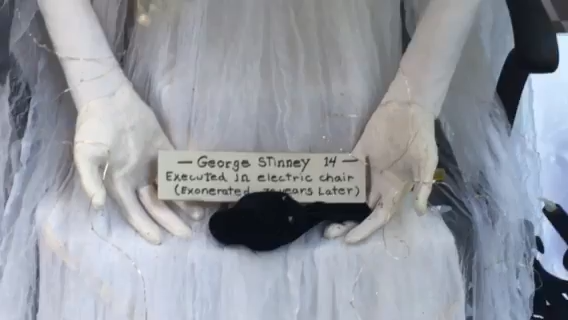 — George Stinney 14 —
Executed in electric chair
(Exonerated years Later)